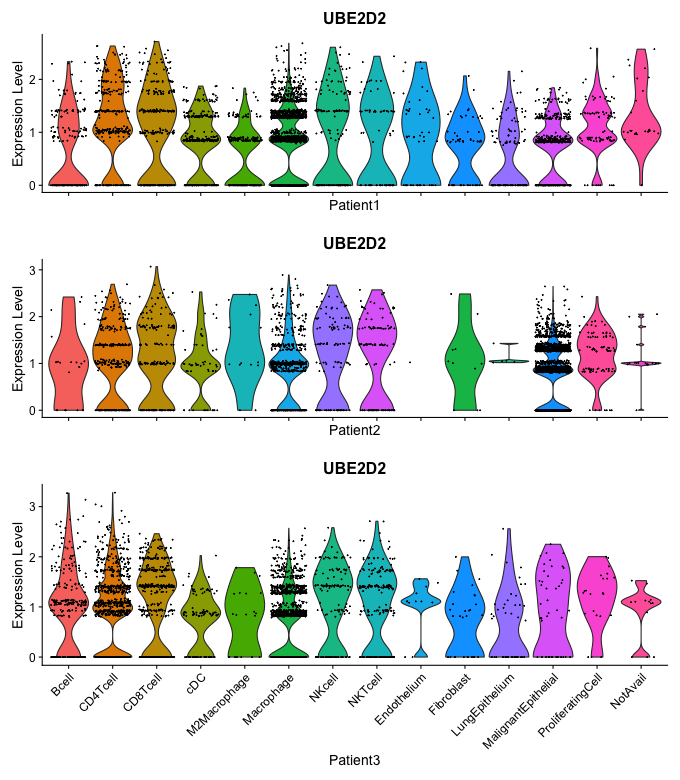 UBE2D2
Expression Level
2
1
0
Patient1
UBE2D2
Expression Level
3
2
1
0
Patient2
UBE2D2
Expression Level
3
2
1
0
Bcell
CD4Tcell
CD8Tcell
cDC
M2Macrophage
Macrophage
NKcell
NKTcell
Endothelium
Fibroblast
LungEpithelium
MalignantEpithelial
ProliferatingCell
NotAvail
Patient3